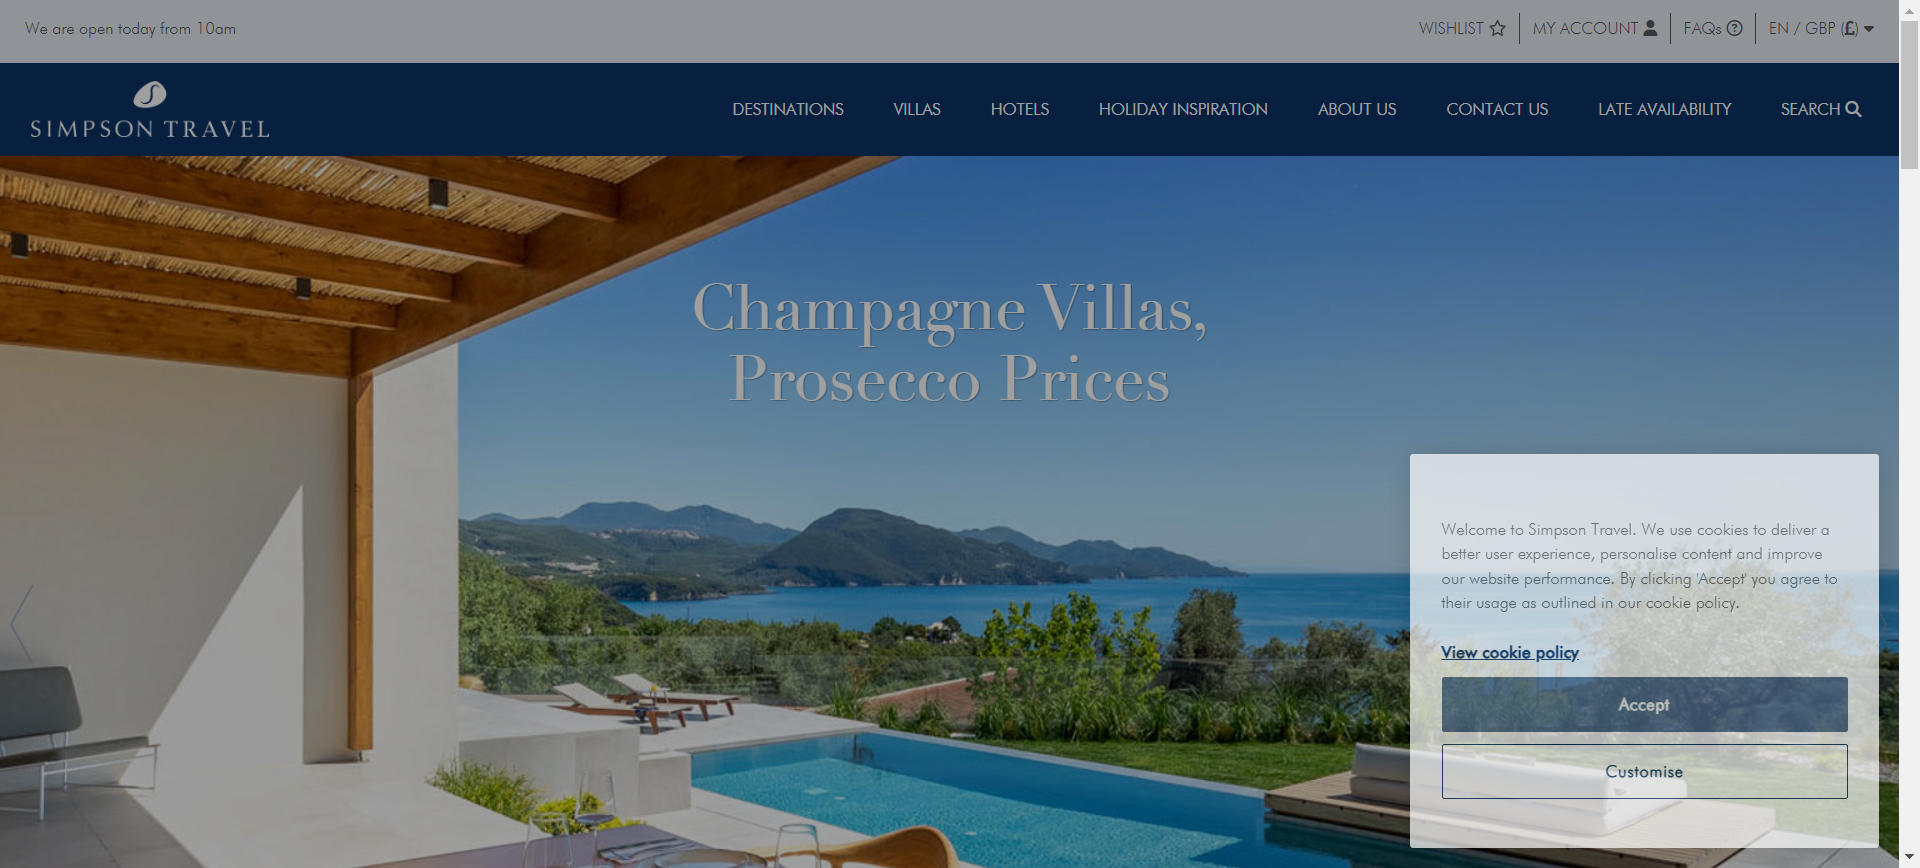 We are open today from 10am
WISHLIST
MY ACCOUNT
FAQs
EN / GBP (£)
SIMPSON TRAVEL
DESTINATIONS
VILLAS
HOTELS
HOLIDAY INSPIRATION
ABOUT US
CONTACT US
LATE AVAILABILITY
SEARCH
Champagne Villas,
Prosecco Prices
Welcome to Simpson Travel. We use cookies to deliver a
better user experience, personalise content and improve
our website performance. By clicking 'Accept' you agree to
their usage as outlined in our cookie policy.
View cookie policy
Accept
Customise